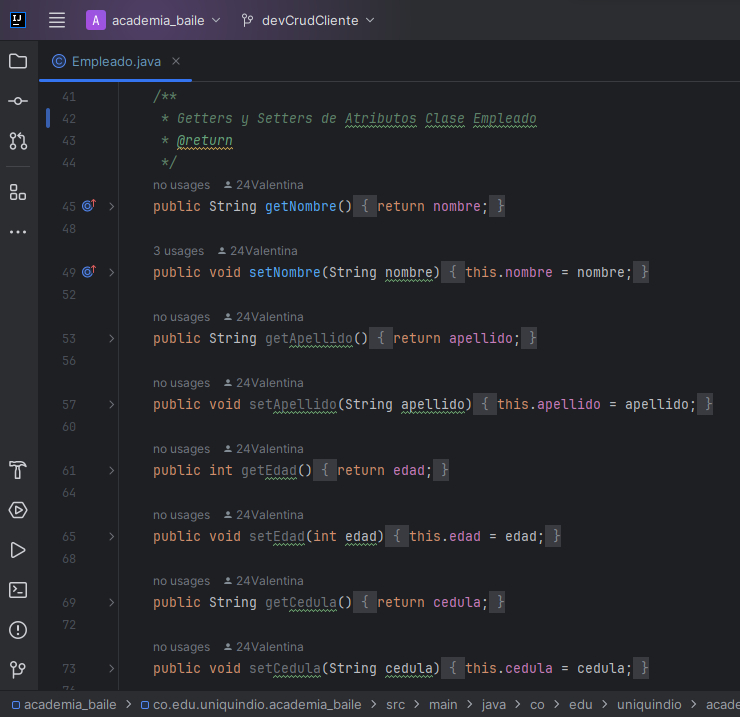 IJ
A academia_baile devCrudCliente
Empleado.java
41 /**
42 * Getters y Setters de Atributos Clase Empleado
43 * @return
44 */
no usages 24Valentina
45 public String getNombre() { return nombre; }
48
3 usages 24Valentina
49 public void setNombre(String nombre) { this.nombre = nombre; }
52
no usages 24Valentina
53 public String getApellido() { return apellido; }
56
no usages 24Valentina
57 public void setApellido(String apellido) { this.apellido = apellido; }
60
no usages 24Valentina
61 public int getEdad() { return edad; }
64
no usages 24Valentina
65 public void setEdad(int edad) { this.edad = edad; }
68
no usages 24Valentina
69 public String getCedula() { return cedula; }
72
no usages 24Valentina
73 public void setCedula(String cedula) { this.cedula = cedula; }
76
academia_baile > co.edu.uniquindio.academia_baile > src > main > java > co > edu > uniquindio > acade